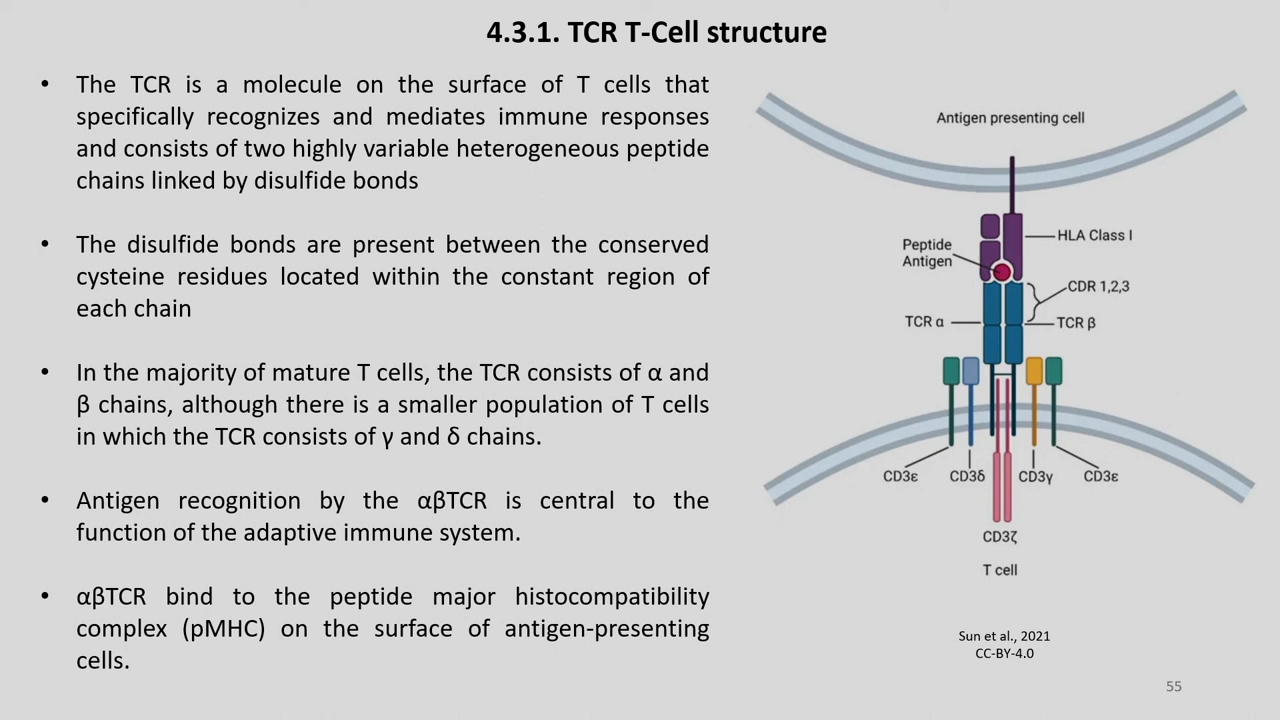 4.3.1. TCR T-Cell structure
• The TCR is a molecule on the surface of T cells that
specifically recognizes and mediates immune responses
and consists of two highly variable heterogeneous peptide
chains linked by disulfide bonds
• The disulfide bonds are present between the conserved
cysteine residues located within the constant region of
each chain
• In the majority of mature T cells, the TCR consists of α and
β chains, although there is a smaller population of T cells
in which the TCR consists of γ and δ chains.
• Antigen recognition by the αβTCR is central to the
function of the adaptive immune system.
• αβTCR bind to the peptide major histocompatibility
complex (pMHC) on the surface of antigen-presenting
cells.
Antigen presenting cell
HLA Class I
Peptide
Antigen
CDR 1,2,3
TCR α
TCR β
CD3ε
CD3δ
CD3γ
CD3ε
CD3ζ
T cell
Sun et al., 2021
CC-BY-4.0
55